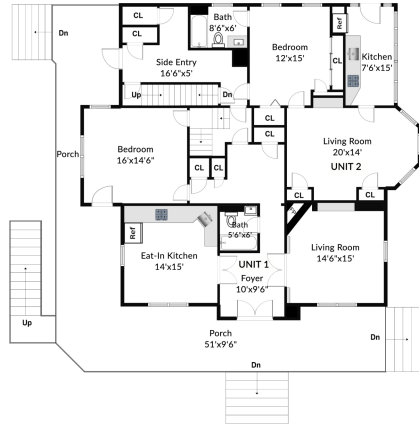 CL
Bath
8'6"x6'
Ref
Dn
CL
Bedroom
12'x15'
CL
Kitchen
7'6"x15'
Side Entry
16'6"x5'
Up
Dn
CL
CL
Bedroom
16'x14'6"
Living Room
20'x14'
UNIT 2
Porch
CL
CL
CL
CL
Ref
Bath
5'6"x6'
Eat-In Kitchen
14'x15'
Living Room
14'6"x15'
UNIT 1
Foyer
10'x9'6"
Up
Porch
51'x9'6"
Dn
Dn